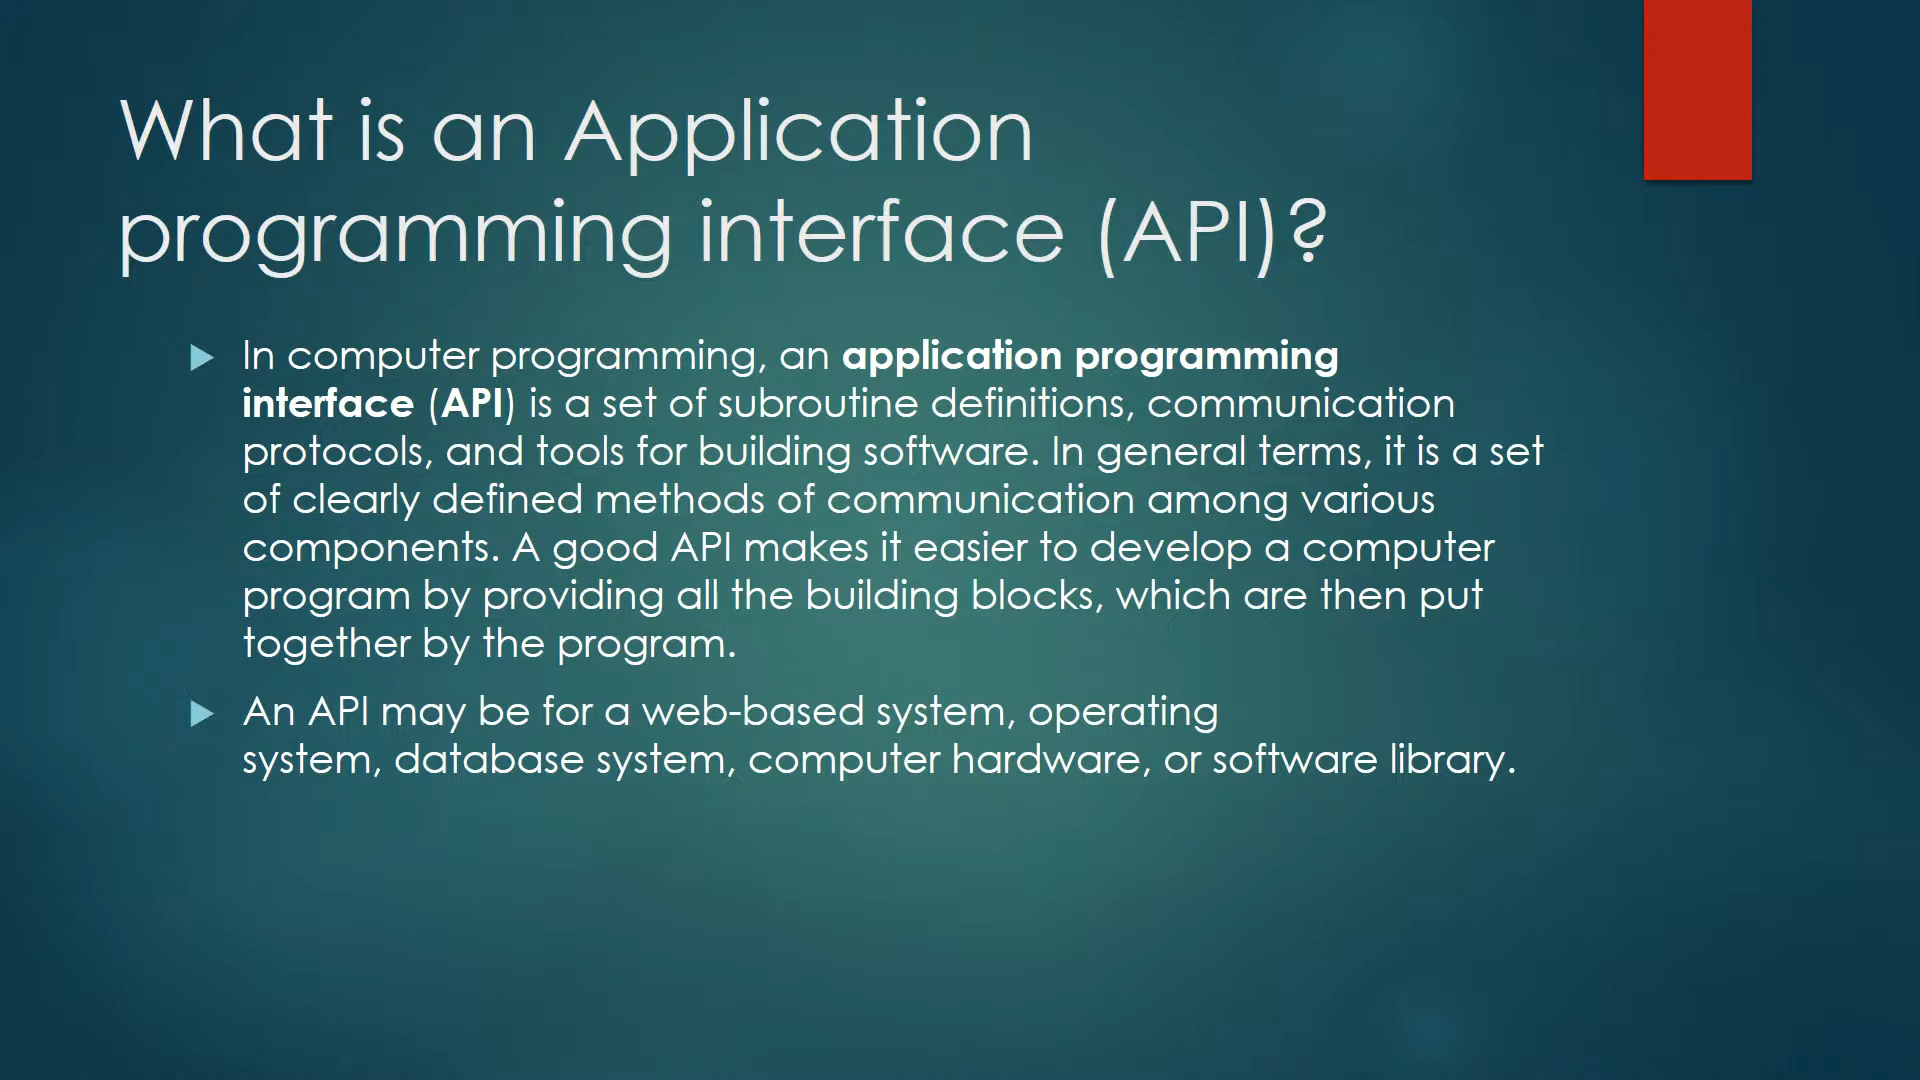 What is an Application
programming interface (API)?
In computer programming, an application programming
interface (API) is a set of subroutine definitions, communication
protocols, and tools for building software. In general terms, it is a set
of clearly defined methods of communication among various
components. A good API makes it easier to develop a computer
program by providing all the building blocks, which are then put
together by the program.
An API may be for a web-based system, operating
system, database system, computer hardware, or software library.